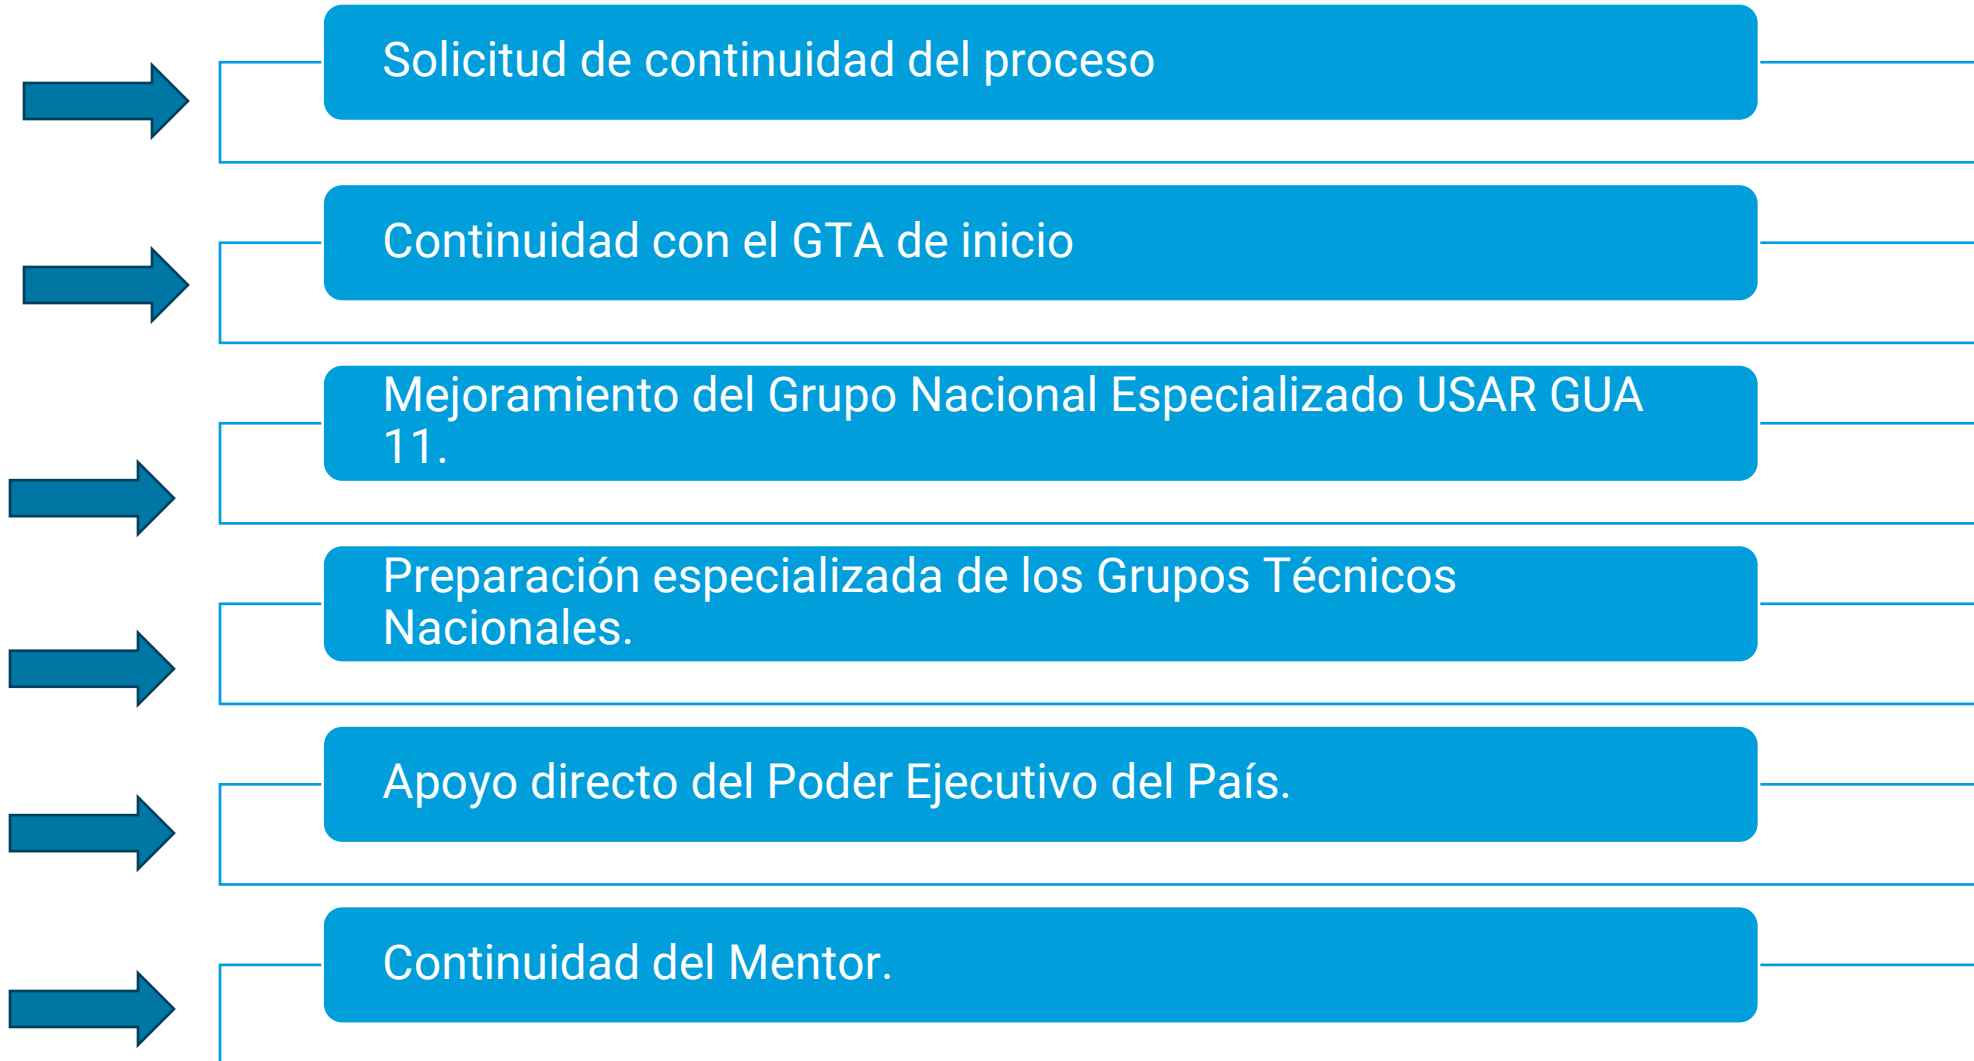 Solicitud de continuidad del proceso
Continuidad con el GTA de inicio
Mejoramiento del Grupo Nacional Especializado USAR GUA
11.
Preparación especializada de los Grupos Técnicos
Nacionales.
Apoyo directo del Poder Ejecutivo del País.
Continuidad del Mentor.